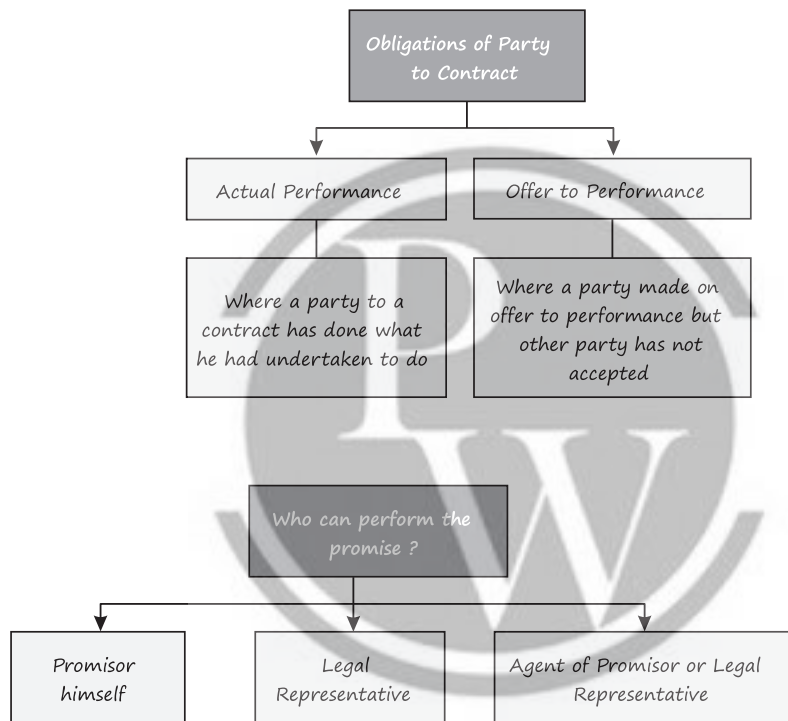 Obligations of Party
to Contract
Actual Performance
Offer to Performance
Where a party to a
contract has done what
he had undertaken to do
Where a party made on
offer to performance but
other party has not
accepted
PW
Who can perform the
promise ?
Promisor
himself
Legal
Representative
Agent of Promisor or Legal
Representative